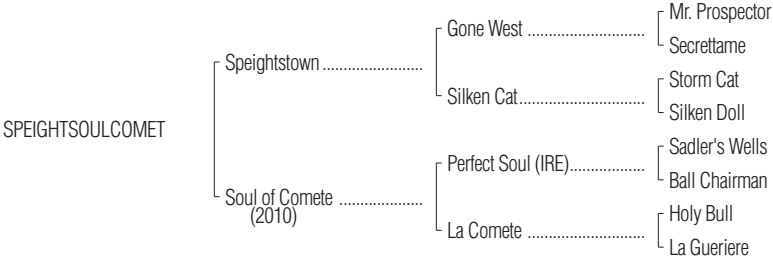 Mr. Prospector
Gone West ............................
Secrettame
Speightstown ........................
Storm Cat
Silken Cat..............................
Silken Doll
SPEIGHTSOULCOMET
Sadler's Wells
Perfect Soul (IRE)..................
Ball Chairman
Soul of Comete ....................
(2010)
Holy Bull
La Comete ............................
La Gueriere